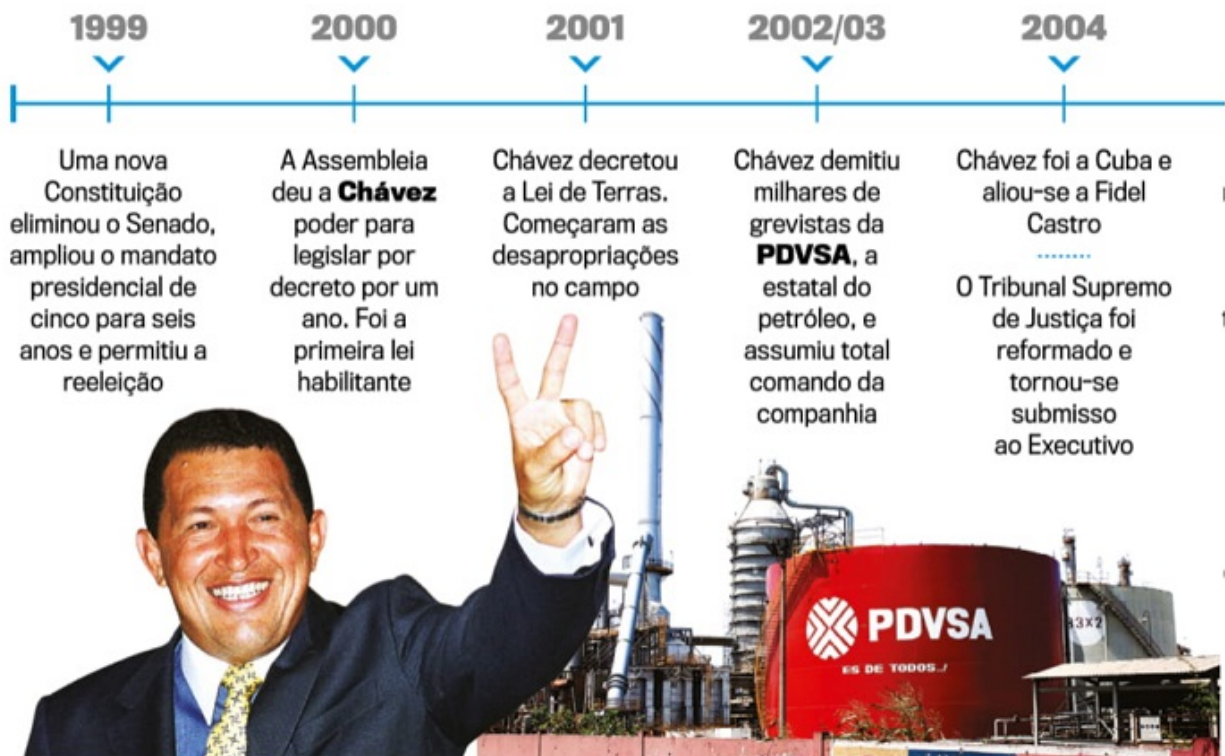 1999
Uma nova
Constituição
eliminou o Senado,
ampliou o mandato
presidencial de
cinco para seis
anos e permitiu a
reeleição
2000
A Assembleia
deu a Chávez
poder para
legislar por
decreto por um
ano. Foi a
primeira lei
habilitante
2001
Chávez decretou
a Lei de Terras.
Começaram as
desapropriações
no campo
2002/03
Chávez demitiu
milhares de
grevistas da
PDVSA, a
estatal do
petróleo, e
assumiu total
comando da
companhia
2004
Chávez foi a Cuba e
aliou-se a Fidel
Castro
O Tribunal Supremo
de Justiça foi
reformado e
tornou-se
submisso
ao Executivo
PDVSA
ES DE TODOS..!